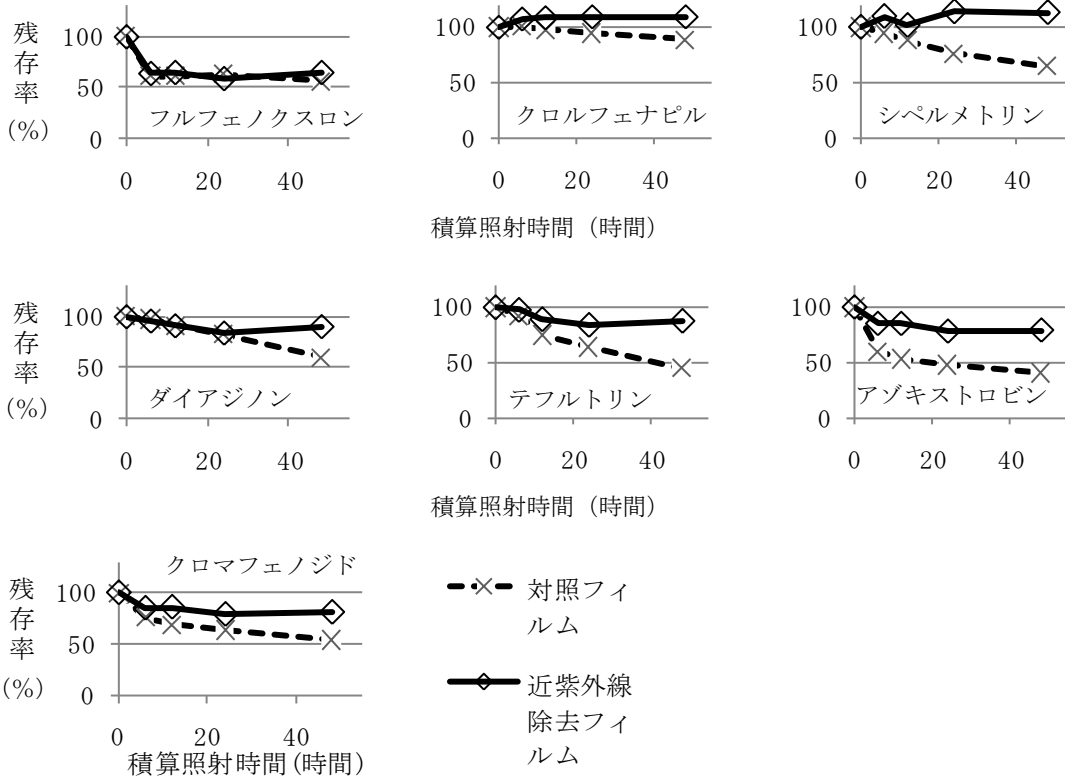 残存率(%)
100
50
0
フルフェノクスロン
0 20 40
100
50
0
クロルフェナピル
0 20 40
100
50
0
シペルメトリン
0 20 40
積算照射時間 (時間)
残存率(%)
100
50
0
ダイアジノン
0 20 40
100
50
0
テフルトリン
0 20 40
100
50
0
アゾキストロビン
0 20 40
積算照射時間 (時間)
残存率(%)
クロマフェノジド
100
50
0
0 20 40
積算照射時間(時間)
対照フィ
ルム
近紫外線
除去フィ
ルム